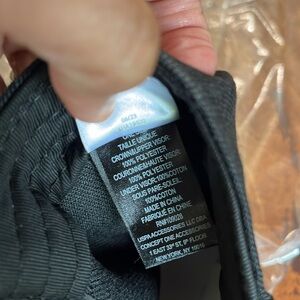 TAILLE UNIQUE
CROWN/UPPER VISOR:
100% POLYESTER
COURONNE/HAUT VISOR:
100% POLYESTER
UNDER VISOR:100%COTTON
SOUS PARE-SOLEIL...
100% COTON
MADE IN CHINA
FABRIQUÉ EN CHINE
USPA ACCESSORIES LLC DBA
CONCEPT ONE ACCESSORIES
1 EAST 33rd ST, 9th FLOOR
NEW YORK, NY 10016